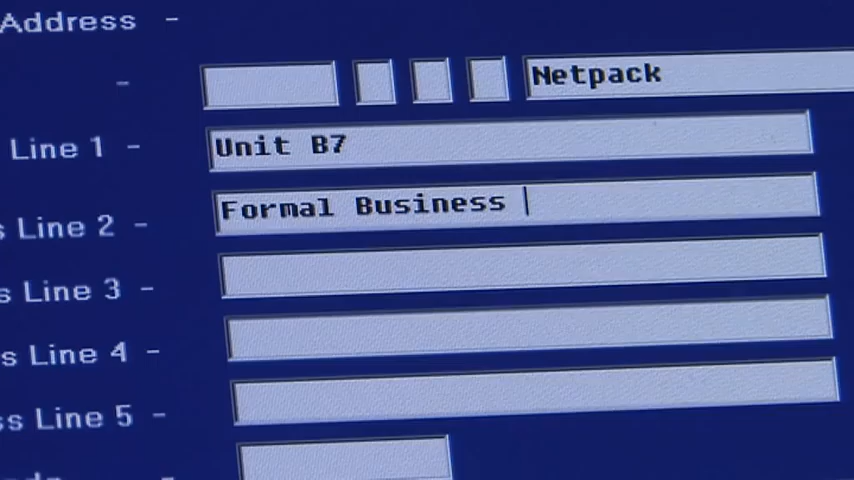 Address -
- Netpack
Line 1 - Unit B7
s Line 2 - Formal Business
s Line 3 -
s Line 4 -
ss Line 5 -
-